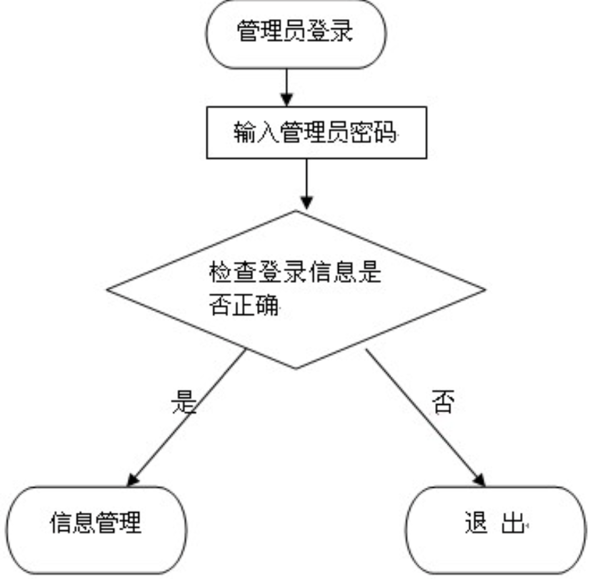 管理员登录
输入管理员密码
检查登录信息是
否正确
是
否
信息管理
退 出